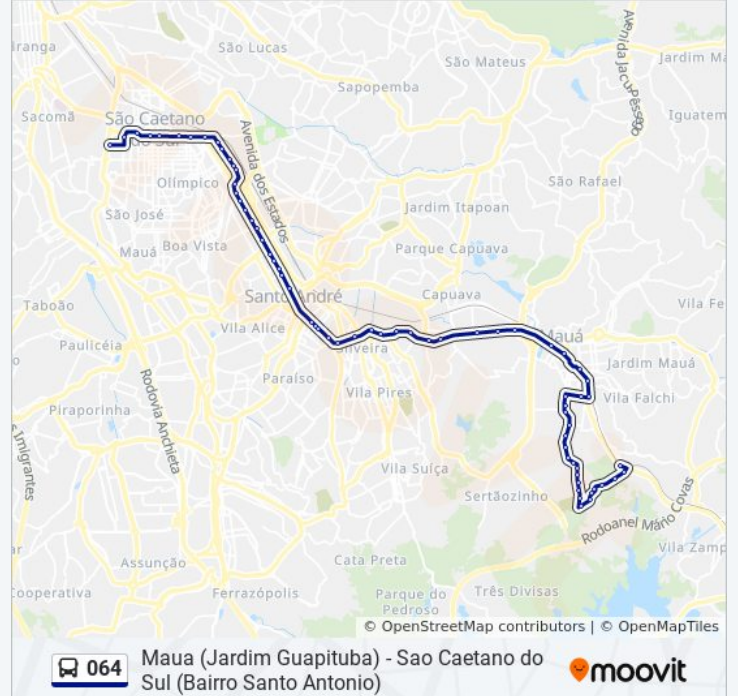 iranga
São Lucas
São Mateus
Jardim Ma
Avenida Jacu-Pêssego
Sapopemba
Sacomã
São Caetano
do Sul
Iguatem
Avenida dos Estados
Olímpico
São Rafael
São José
Jardim Itapoan
Mauá
Boa Vista
Parque Capuava
Santo André
Capuava
Taboão
Vila Fe
Vila Alice
Mauá
Paulicéia
Silveira
Jardim Mauá
Paraíso
Rodovia Anchieta
Vila Pires
Vila Falchi
Piraporinha
s Imigrantes
Vila Suíça
Sertãozinho
Rodoanel Mário Covas
ar
Assunção
Cata Preta
Vila Zamp
Cooperativa
Ferrazópolis
Parque do
Pedroso
Três Divisas
© OpenStreetMap contributors | © OpenMapTiles
064
Maua (Jardim Guapituba) - Sao Caetano do
Sul (Bairro Santo Antonio)
moovit